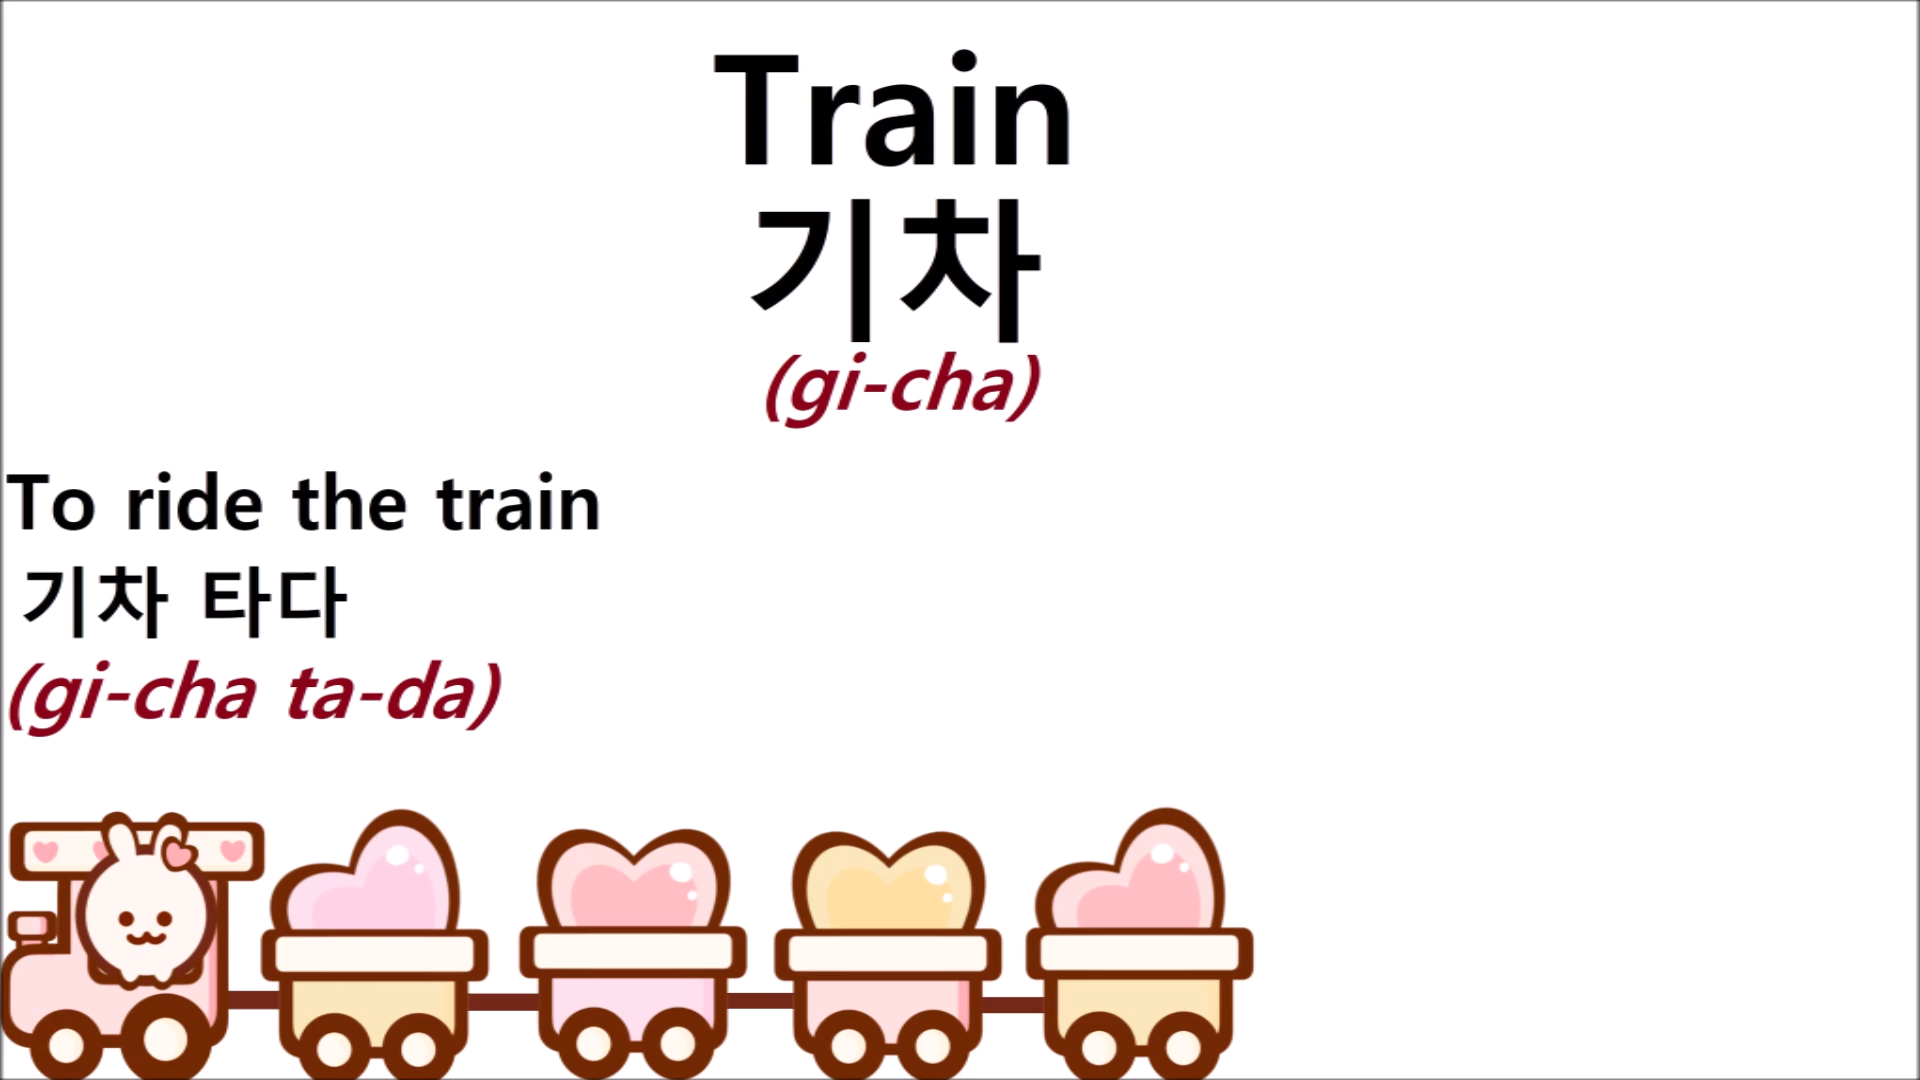 Train
기차
(gi-cha)
To ride the train
기차 타다
(gi-cha ta-da)